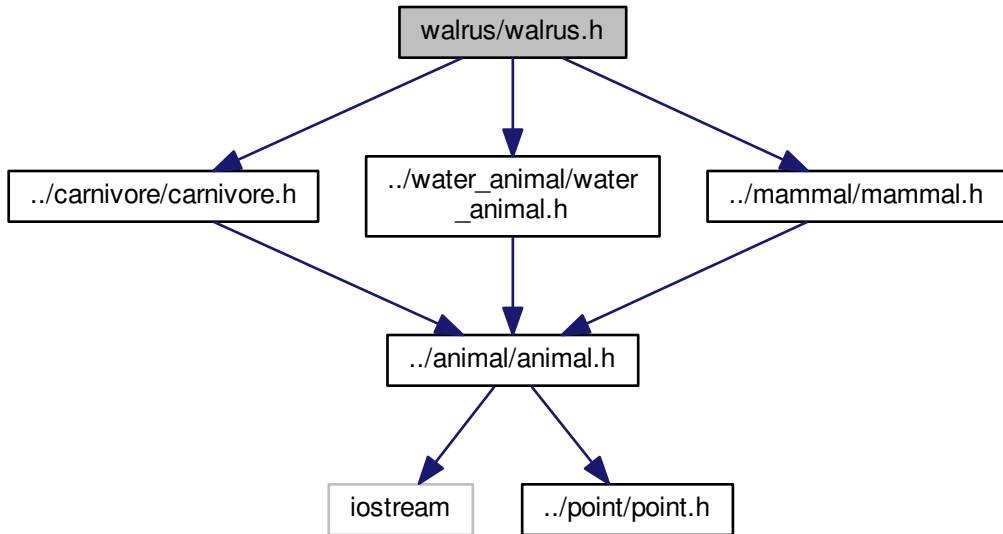 walrus/walrus.h
../carnivore/carnivore.h
../water_animal/water
_animal.h
../mammal/mammal.h
../animal/animal.h
iostream
../point/point.h